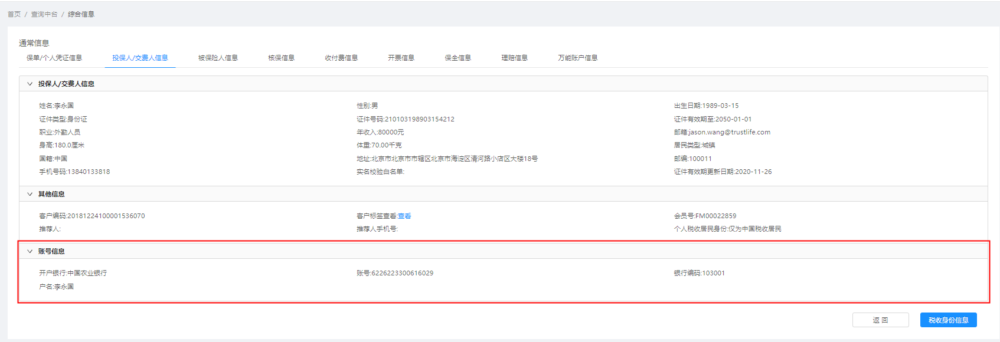 首页 / 查询中台 / 综合信息
通常信息
保单/个人凭证信息 投保人/交费人信息 被保险人信息 核保信息 收付费信息 开票信息 保全信息 理赔信息 万能账户信息
投保人/交费人信息
姓名:李永国 性别:男 出生日期:1989-03-15
证件类型:身份证 证件号码:210103198903154212 证件有效期至:2050-01-01
职业:外勤人员 年收入:80000元 邮箱:jason.wang@trustlife.com
身高:180.0厘米 体重:70.00千克 居民类型:城镇
国籍:中国 地址:北京市北京市市辖区北京市海淀区清河路小店区大楼18号 邮编:100011
手机号码:13840133818 实名校验白名单: 证件有效期更新日期:2020-11-26
其他信息
客户编码:20181224100001536070 客户标签查看:查看 会员号:FM00022859
推荐人: 推荐人手机号: 个人税收居民身份:仅为中国税收居民
账号信息
开户银行:中国农业银行 账号:6226223300616029 银行编码:103001
户名:李永国
返 回 税收身份信息